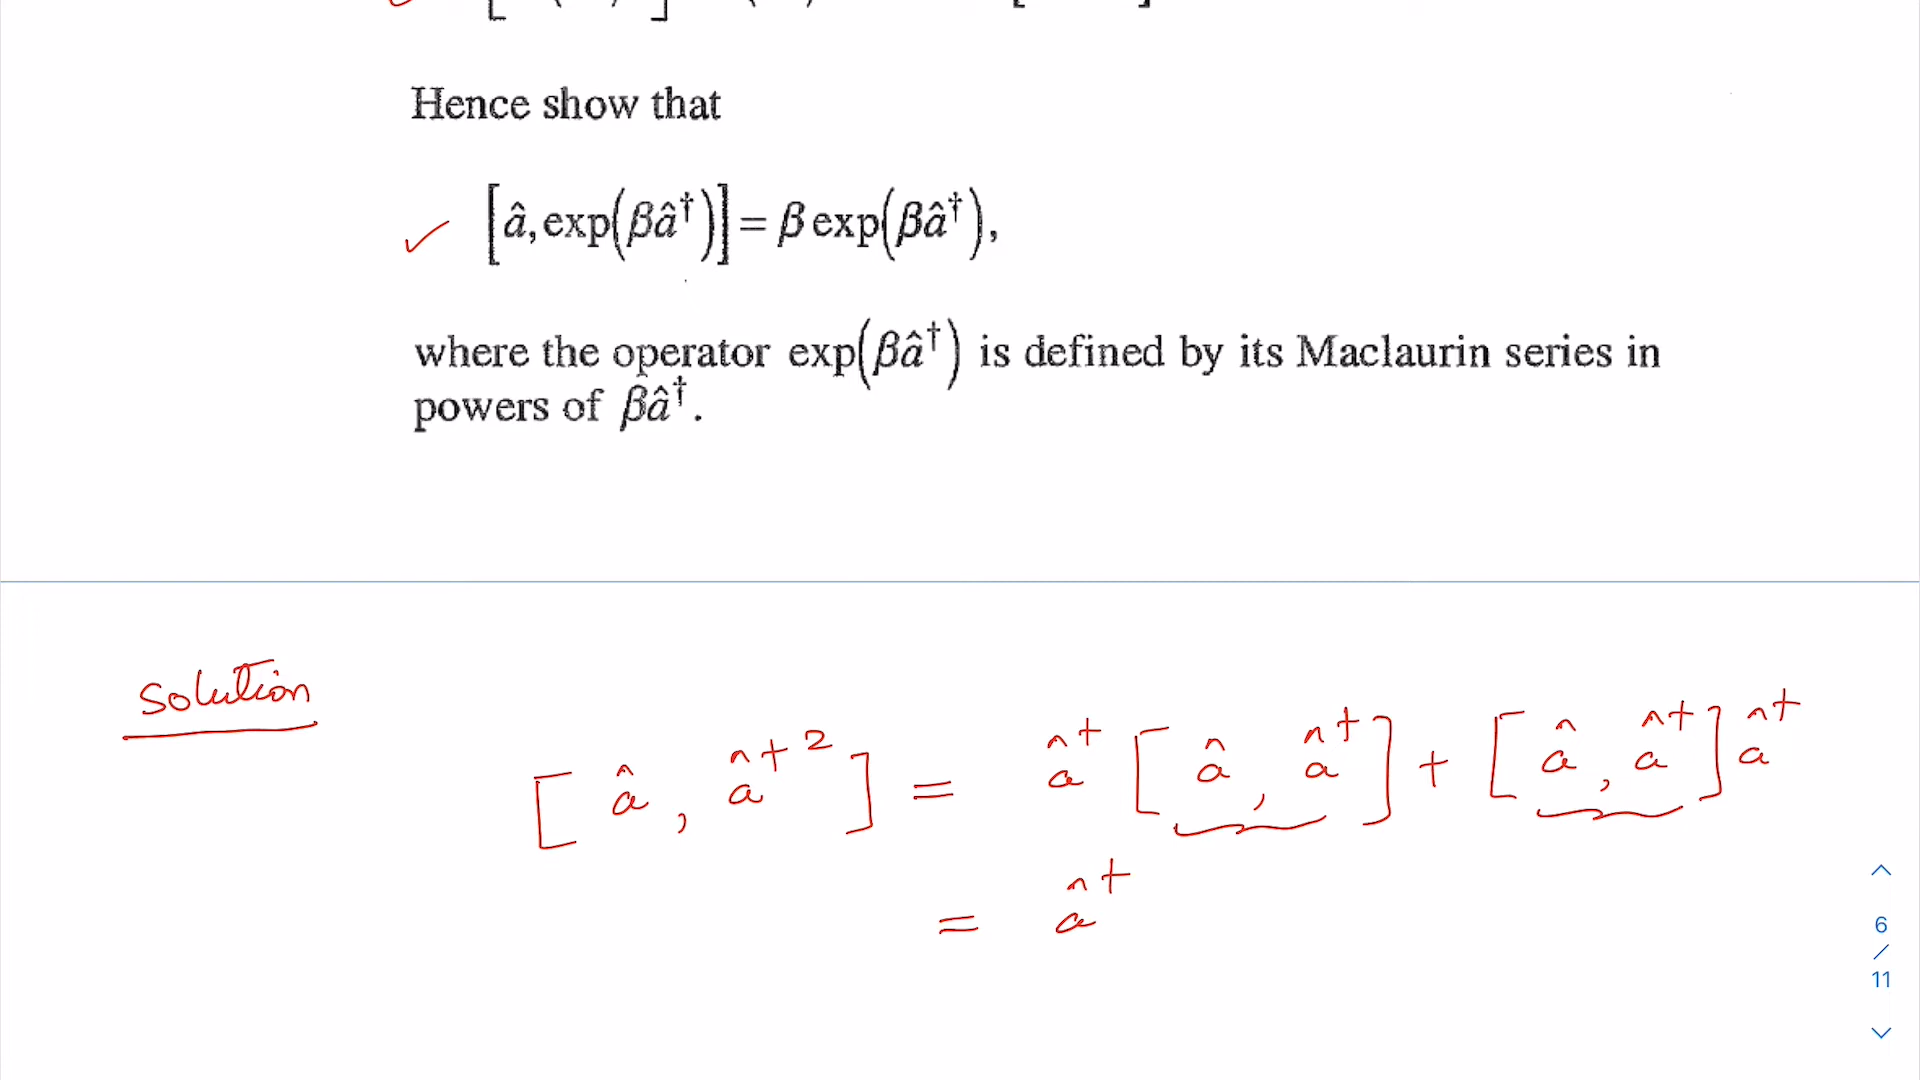 Hence show that
[â, exp(βâ†)] = β exp(βâ†),
where the operator exp(βâ†) is defined by its Maclaurin series in
powers of βâ†.
Solution
[â, â†²] = ↠[â, â†] + [â, â†] â†
= â†
6
/
11